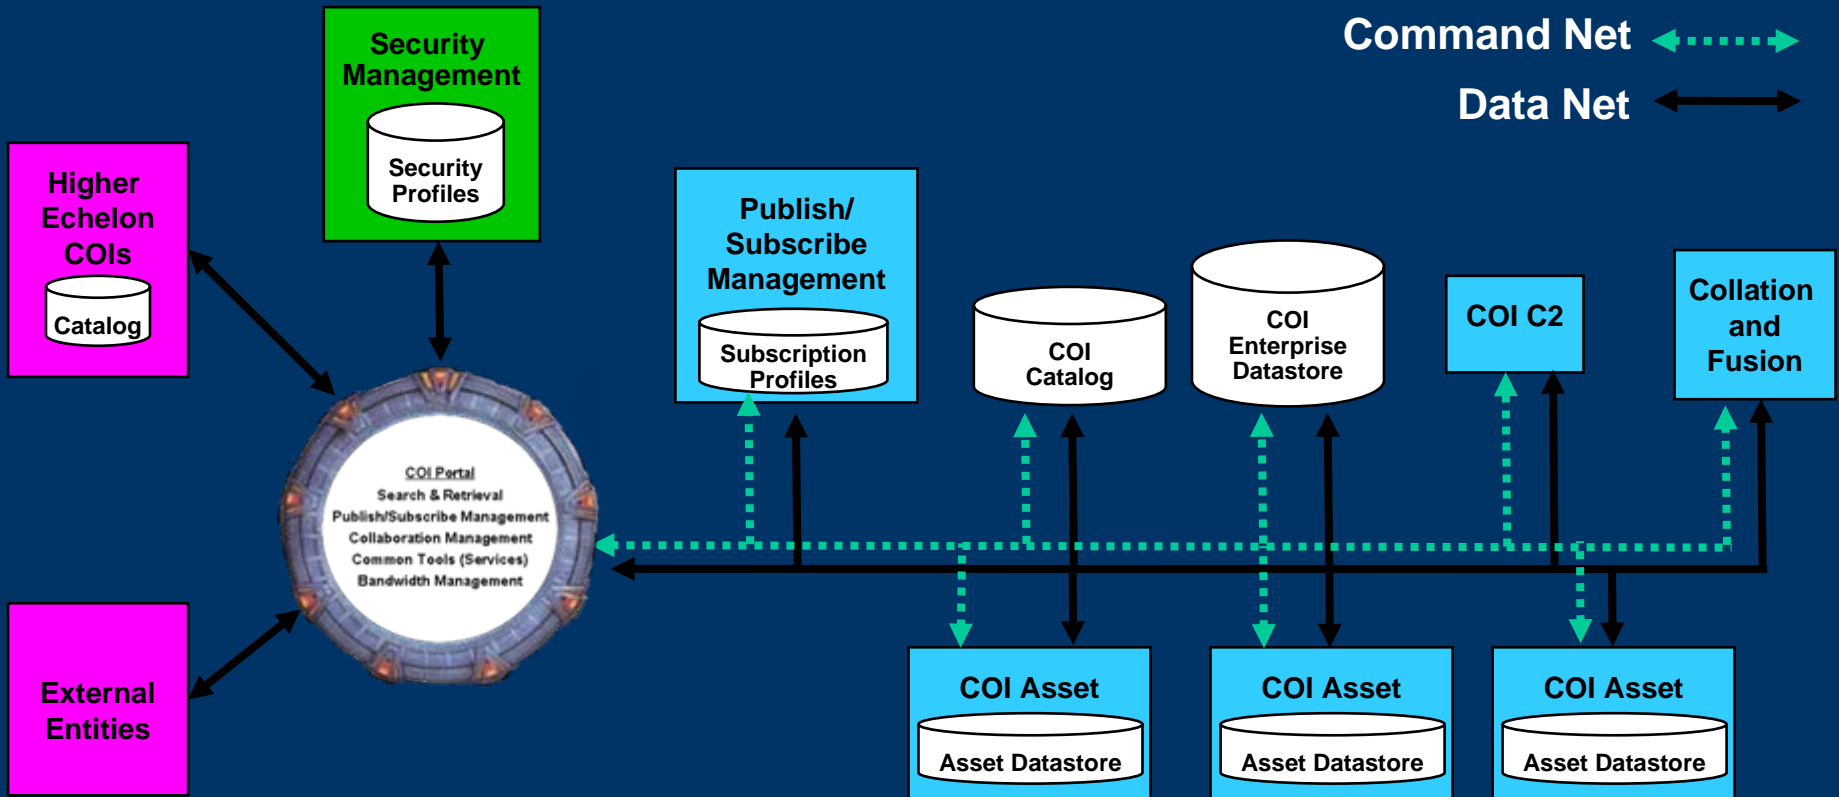 Command Net
Data Net
Security
Management
Security
Profiles
Higher
Echelon
COIs
Catalog
Publish/
Subscribe
Management
Subscription
Profiles
COI
Catalog
COI
Enterprise
Datastore
COI C2
Collation
and
Fusion
COI Portal
Search & Retrieval
Publish/Subscribe Management
Collaboration Management
Common Tools (Services)
Bandwidth Management
External
Entities
COI Asset
Asset Datastore
COI Asset
Asset Datastore
COI Asset
Asset Datastore